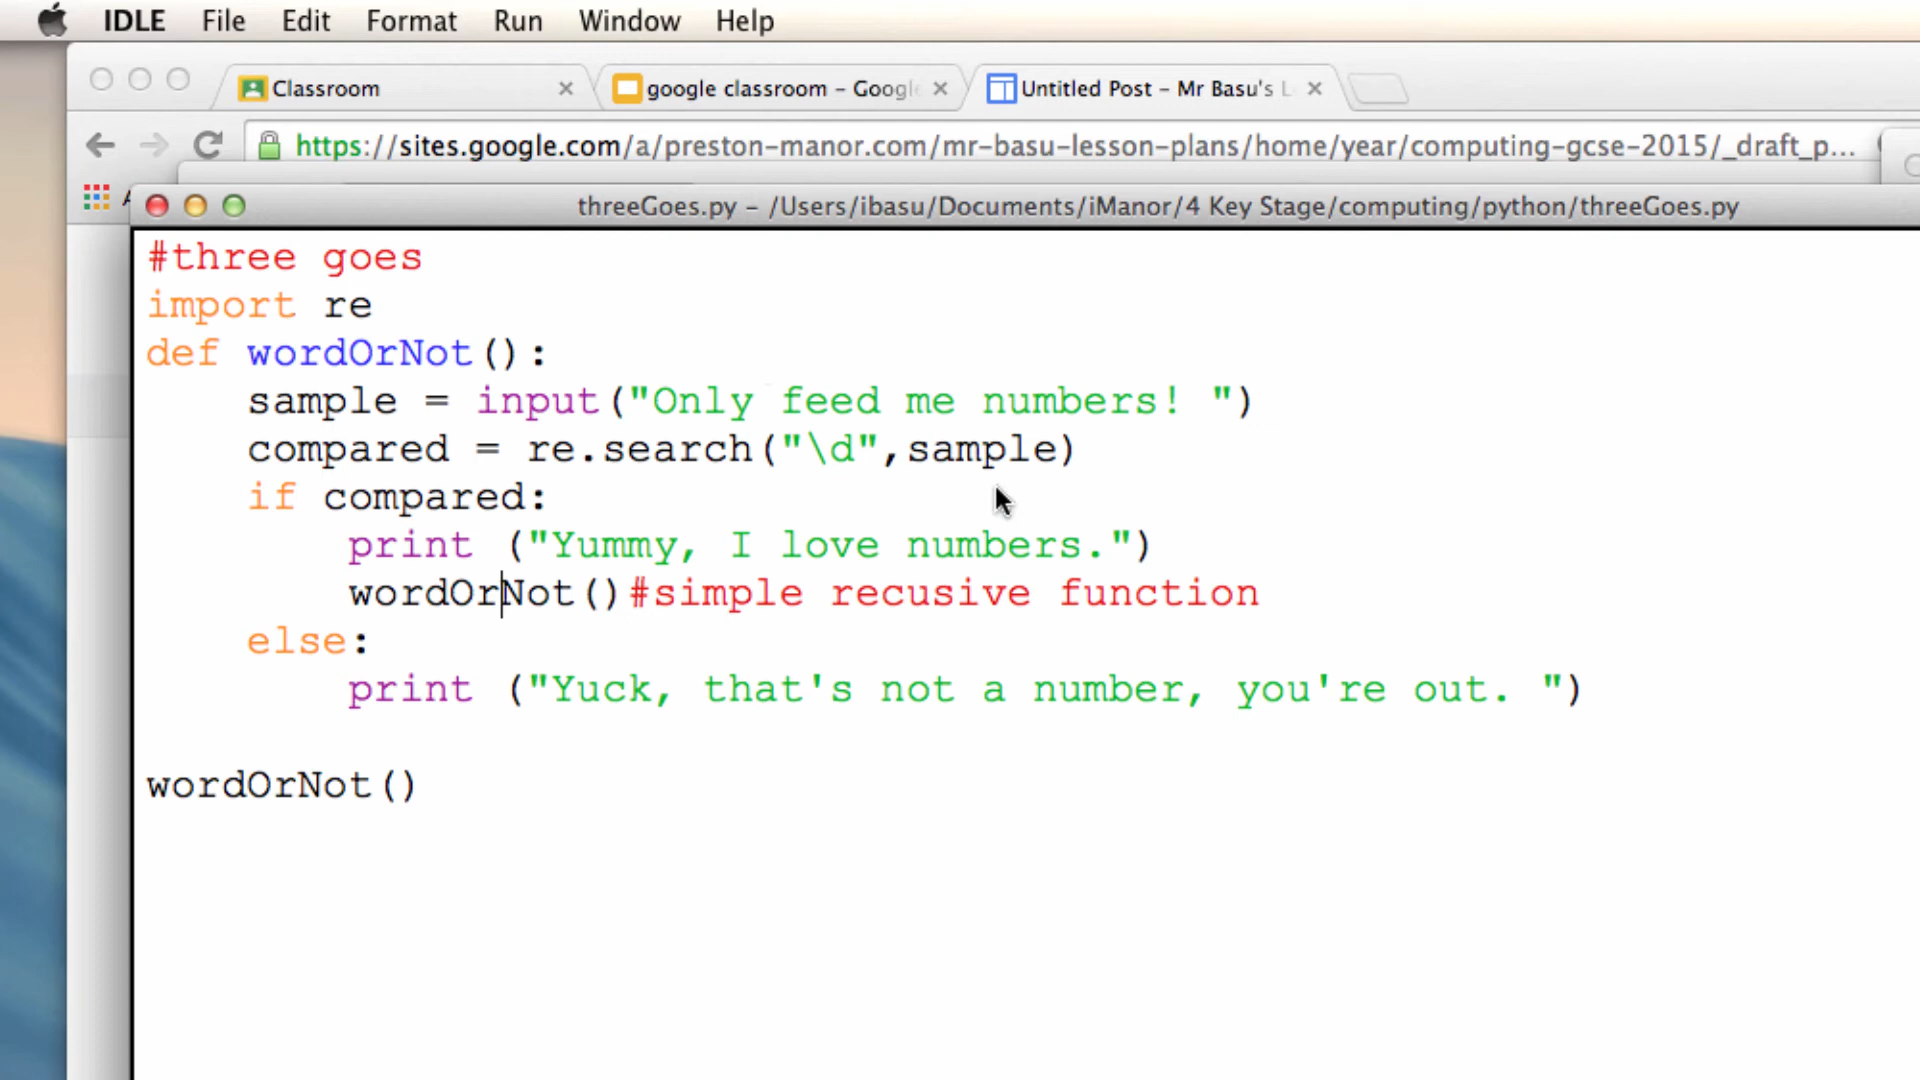 IDLE File Edit Format Run Window Help
Classroom google classroom – Google Untitled Post – Mr Basu's L
https://sites.google.com/a/preston-manor.com/mr-basu-lesson-plans/home/year/computing-gcse-2015/_draft_p...
threeGoes.py – /Users/ibasu/Documents/iManor/4 Key Stage/computing/python/threeGoes.py
#three goes
import re
def wordOrNot():
    sample = input("Only feed me numbers! ")
    compared = re.search("\d",sample)
    if compared:
        print ("Yummy, I love numbers.")
        wordOrNot()#simple recusive function
    else:
        print ("Yuck, that's not a number, you're out. ")
wordOrNot()